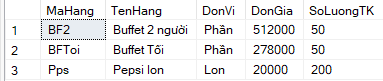 MaHang TenHang DonVi DonGia SoLuongTK
1 BF2 Buffet 2 người Phần 512000 50
2 BFToi Buffet Tối Phần 278000 50
3 Pps Pepsi lon Lon 20000 200